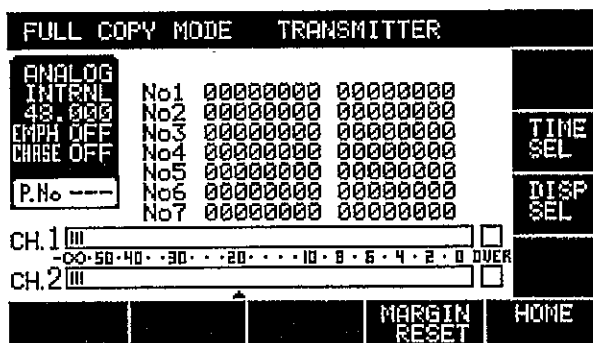 FULL COPY MODE TRANSMITTER
ANALOG
INTRNL
48.000
EMPH OFF
CHASE OFF
P.No ---
No1 00000000 00000000
No2 00000000 00000000
No3 00000000 00000000
No4 00000000 00000000
No5 00000000 00000000
No6 00000000 00000000
No7 00000000 00000000
TIME
SEL
DISP
SEL
CH.1
-∞·50·40··30···20····10·8·6·4·2·0 OVER
CH.2
MARGIN
RESET
HOME